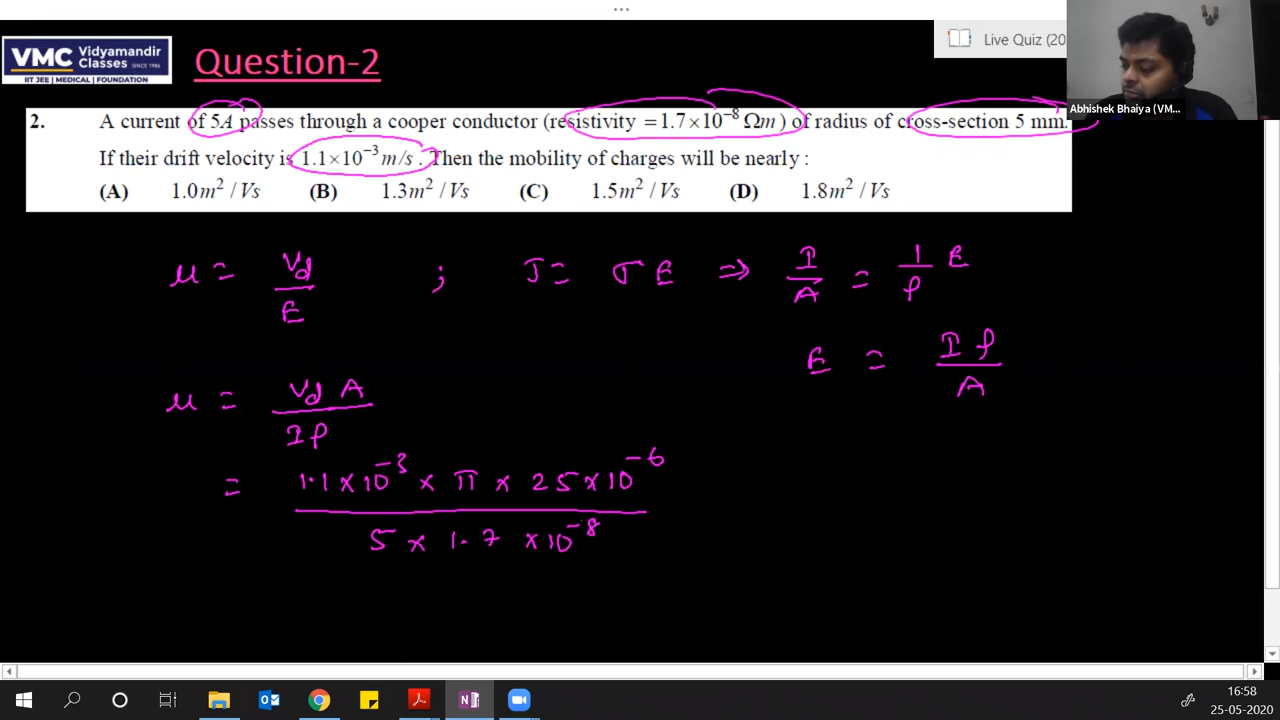 Live Quiz (20
VMC Vidyamandir Classes SINCE 1986
IIT JEE | MEDICAL | FOUNDATION
Question-2
Abhishek Bhaiya (VM...
2. A current of 5A passes through a cooper conductor (resistivity = 1.7×10⁻⁸ Ωm) of radius of cross-section 5 mm.
If their drift velocity is 1.1×10⁻³ m/s. Then the mobility of charges will be nearly :
(A) 1.0m² / Vs (B) 1.3m² / Vs (C) 1.5m² / Vs (D) 1.8m² / Vs
μ = Vd / E ; J = σ E ⇒ I / A = 1 / ρ E
E = I ρ / A
μ = Vd A / I ρ
= 1.1 × 10⁻³ × π × 25 × 10⁻⁶ / 5 × 1.7 × 10⁻⁸
16:58
25-05-2020